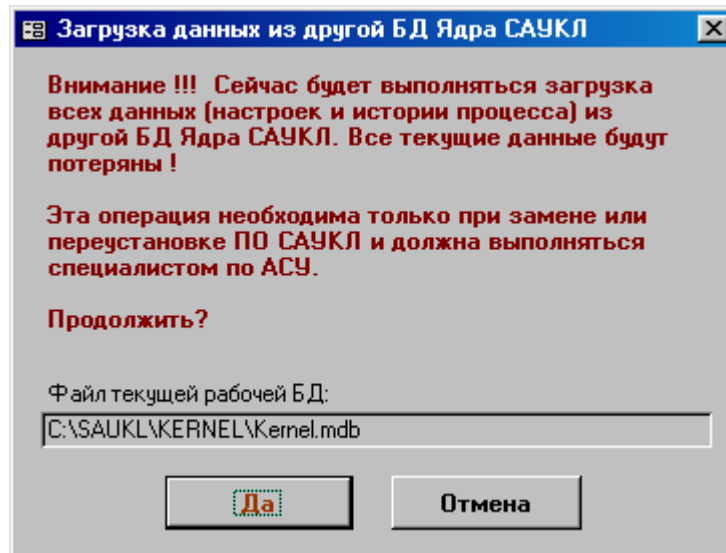 Загрузка данных из другой БД Ядра САУКЛ
Внимание !!! Сейчас будет выполняться загрузка
всех данных (настроек и истории процесса) из
другой БД Ядра САУКЛ. Все текущие данные будут
потеряны !
Эта операция необходима только при замене или
переустановке ПО САУКЛ и должна выполняться
специалистом по АСУ.
Продолжить?
Файл текущей рабочей БД:
C:\SAUKL\KERNEL\Kernel.mdb
Да
Отмена